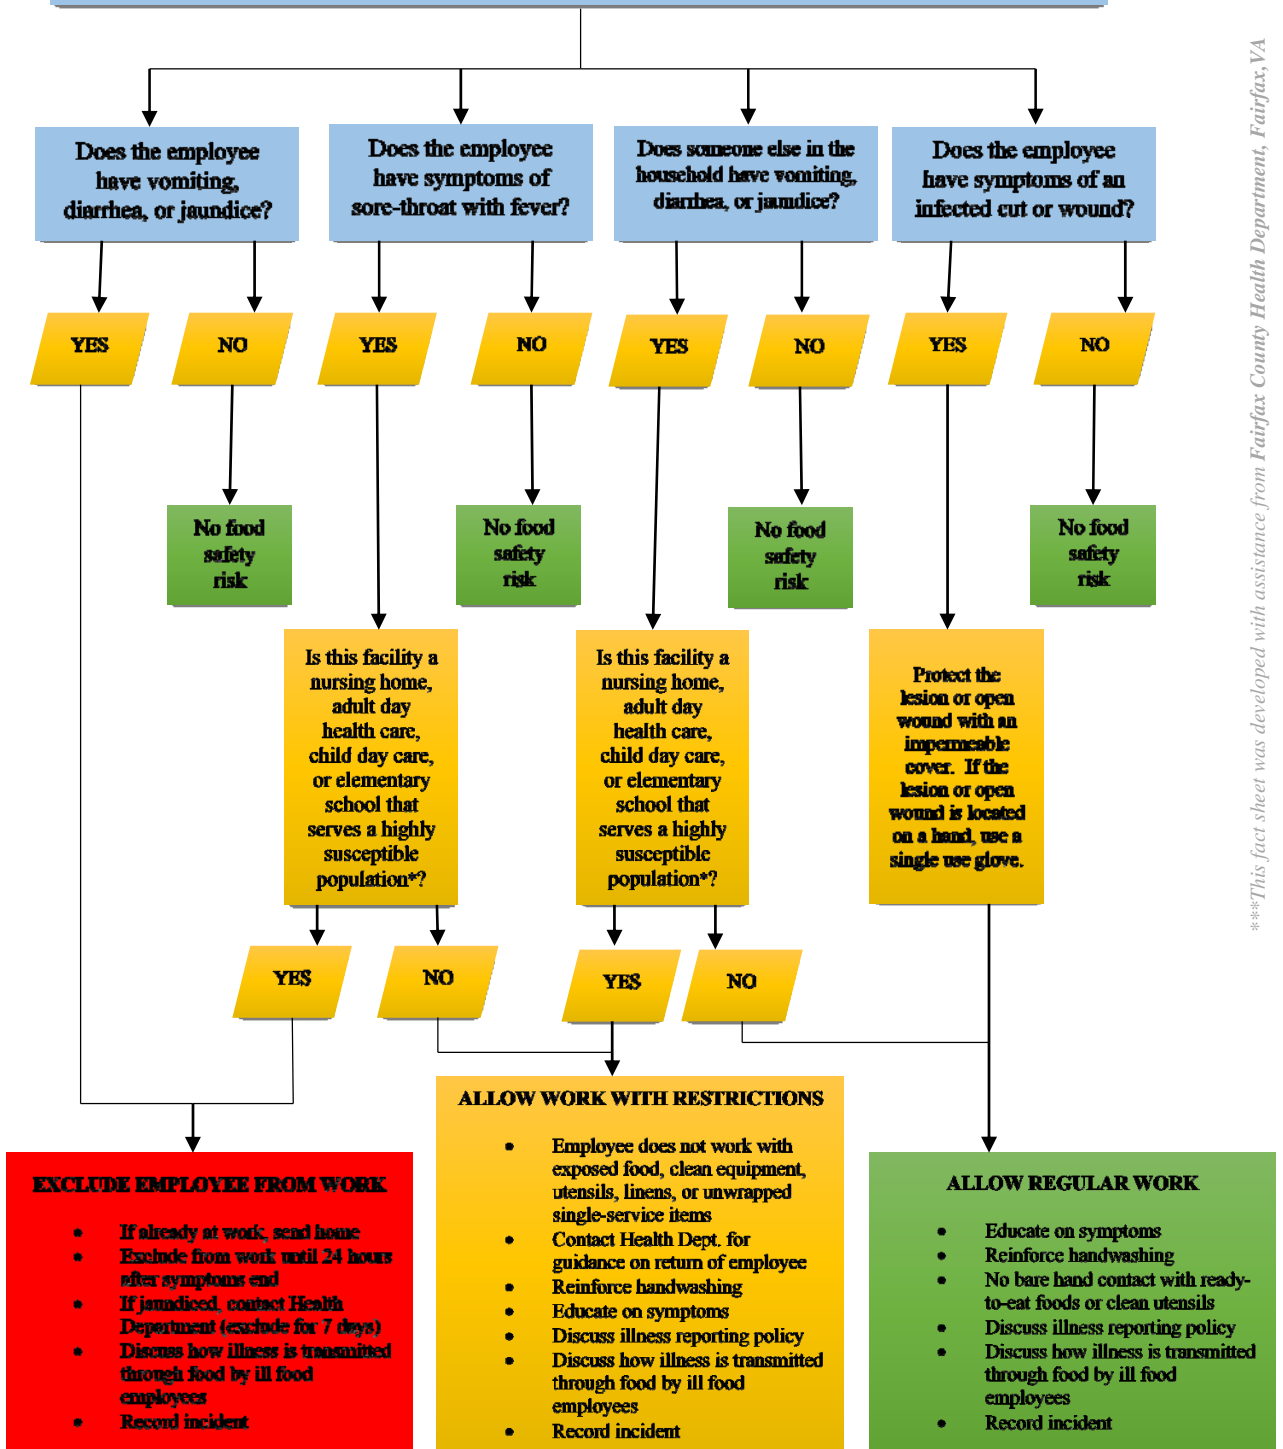 Does the employee
have vomiting,
diarrhea, or jaundice?
Does the employee
have symptoms of
sore-throat with fever?
Does someone else in the
household have vomiting,
diarrhea, or jaundice?
Does the employee
have symptoms of an
infected cut or wound?
YES
NO
YES
NO
YES
NO
YES
NO
No food
safety
risk
No food
safety
risk
No food
safety
risk
No food
safety
risk
Is this facility a
nursing home,
adult day
health care,
child day care,
or elementary
school that
serves a highly
susceptible
population*?
Is this facility a
nursing home,
adult day
health care,
child day care,
or elementary
school that
serves a highly
susceptible
population*?
Protect the
lesion or open
wound with an
impermeable
cover.  If the
lesion or open
wound is located
on a hand, use a
single use glove.
YES
NO
YES
NO
EXCLUDE EMPLOYEE FROM WORK
• If already at work, send home
• Exclude from work until 24 hours
after symptoms end
• If jaundiced, contact Health
Department (exclude for 7 days)
• Discuss how illness is transmitted
through food by ill food
employees
• Record incident
ALLOW WORK WITH RESTRICTIONS
• Employee does not work with
exposed food, clean equipment,
utensils, linens, or unwrapped
single-service items
• Contact Health Dept. for
guidance on return of employee
• Reinforce handwashing
• Educate on symptoms
• Discuss illness reporting policy
• Discuss how illness is transmitted
through food by ill food
employees
• Record incident
ALLOW REGULAR WORK
• Educate on symptoms
• Reinforce handwashing
• No bare hand contact with ready-
to-eat foods or clean utensils
• Discuss illness reporting policy
• Discuss how illness is transmitted
through food by ill food
employees
• Record incident
***This fact sheet was developed with assistance from Fairfax County Health Department, Fairfax,VA